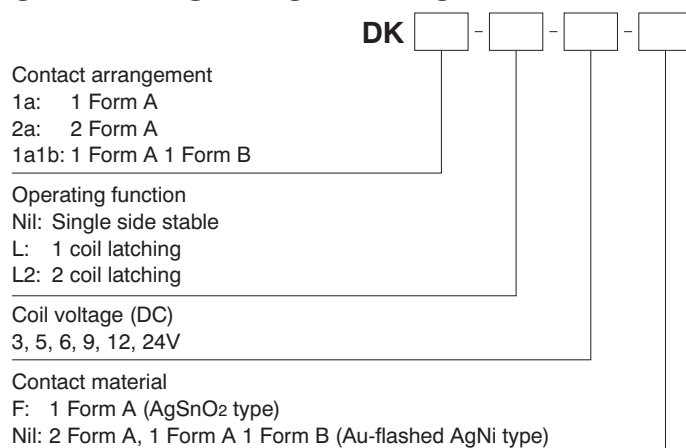 DK - - -
Contact arrangement
1a: 1 Form A
2a: 2 Form A
1a1b: 1 Form A 1 Form B
Operating function
Nil: Single side stable
L: 1 coil latching
L2: 2 coil latching
Coil voltage (DC)
3, 5, 6, 9, 12, 24V
Contact material
F: 1 Form A (AgSnO2 type)
Nil: 2 Form A, 1 Form A 1 Form B (Au-flashed AgNi type)